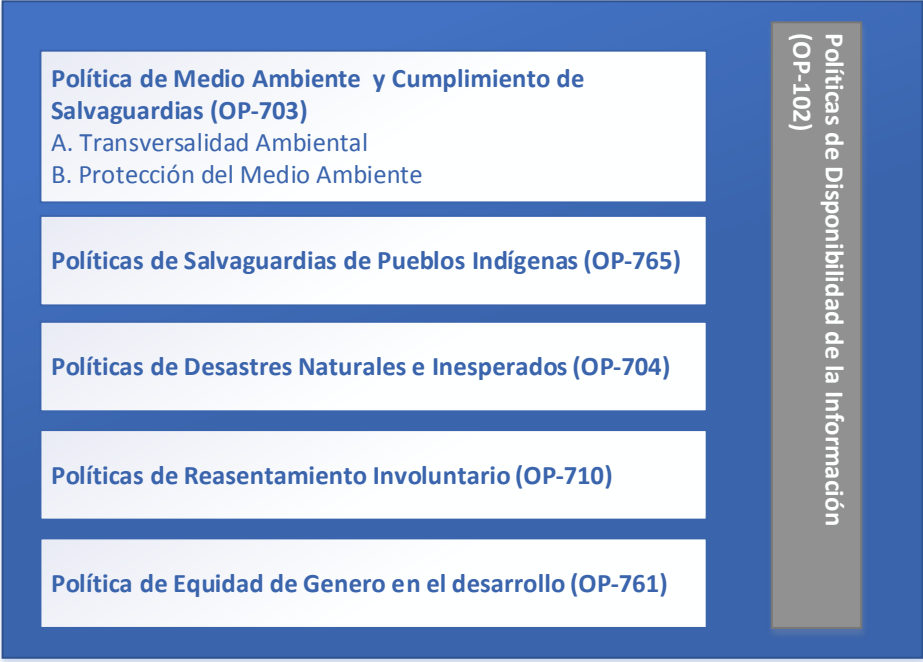 Política de Medio Ambiente y Cumplimiento de
Salvaguardias (OP-703)
A. Transversalidad Ambiental
B. Protección del Medio Ambiente
Políticas de Salvaguardias de Pueblos Indígenas (OP-765)
Políticas de Desastres Naturales e Inesperados (OP-704)
Políticas de Reasentamiento Involuntario (OP-710)
Política de Equidad de Genero en el desarrollo (OP-761)
Políticas de Disponibilidad de la Información
(OP-102)